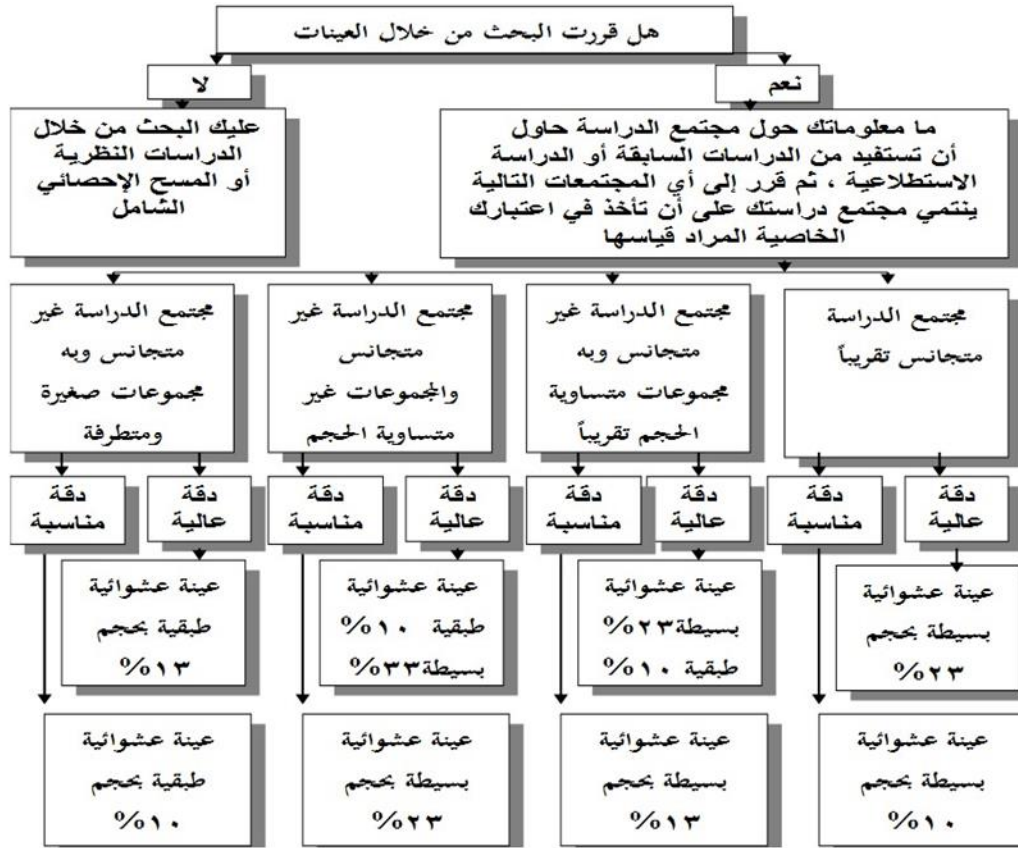 هل قررت البحث من خلال العينات
نعم
لا
ما معلوماتك حول مجتمع الدراسة حاول
أن تستفيد من الدراسات السابقة أو الدراسة
الاستطلاعية ، ثم قرر إلى أي المجتمعات التالية
ينتمي مجتمع دراستك على أن تأخذ في اعتبارك
الخاصية المراد قياسها
عليك البحث من خلال
الدراسات النظرية
أو المسح الإحصائي
الشامل
مجتمع الدراسة
متجانس تقريباً
مجتمع الدراسة غير
متجانس وبه
مجموعات متساوية
الحجم تقريباً
مجتمع الدراسة غير
متجانس
والمجموعات غير
متساوية الحجم
مجتمع الدراسة غير
متجانس وبه
مجموعات صغيرة
ومتطرفة
دقة
عالية
دقة
مناسبة
دقة
عالية
دقة
مناسبة
دقة
عالية
دقة
مناسبة
دقة
عالية
دقة
مناسبة
عينة عشوائية
بسيطة بحجم
٢٣%
عينة عشوائية
بسيطة٢٣%
طبقية ١٠%
عينة عشوائية
طبقية ١٠%
بسيطة٣٣%
عينة عشوائية
طبقية بحجم
١٣%
عينة عشوائية
بسيطة بحجم
١٠%
عينة عشوائية
بسيطة بحجم
١٣%
عينة عشوائية
بسيطة بحجم
٢٣%
عينة عشوائية
طبقية بحجم
١٠%